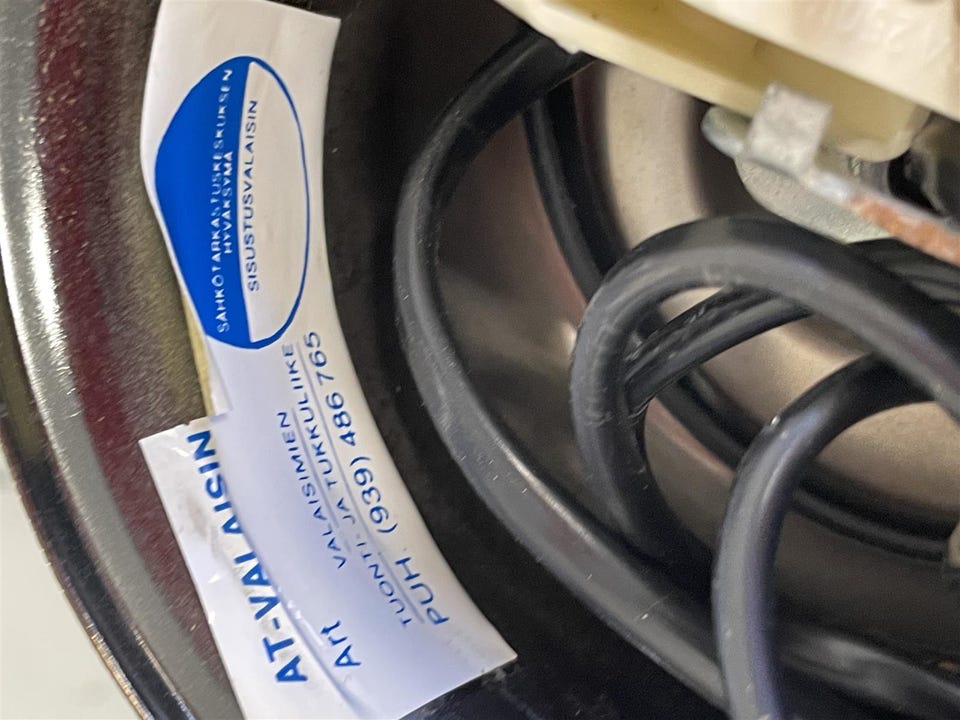 SÄHKÖTARKASTUSKESKUKSEN
HYVÄKSYMÄ
SISUSTUSVALAISIN
AT-VALAISIN
Art VALAISIMIEN
TUONTI- JA TUKKULIIKE
PUH. (939) 486 765